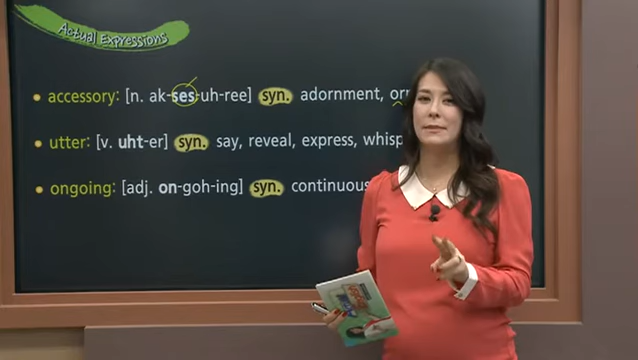 Actual Expressions
accessory: [n. ak-ses-uh-ree] syn. adornment,
utter: [v. uht-er] syn. say, reveal, express,
ongoing: [adj. on-goh-ing] syn. continuous